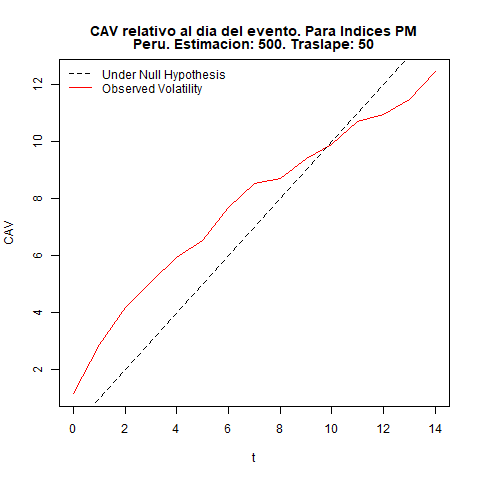 CAV relativo al dia del evento. Para Indices PM
Peru. Estimacion: 500. Traslape: 50
Under Null Hypothesis
Observed Volatility
CAV
12
10
8
6
4
2
0 2 4 6 8 10 12 14
t